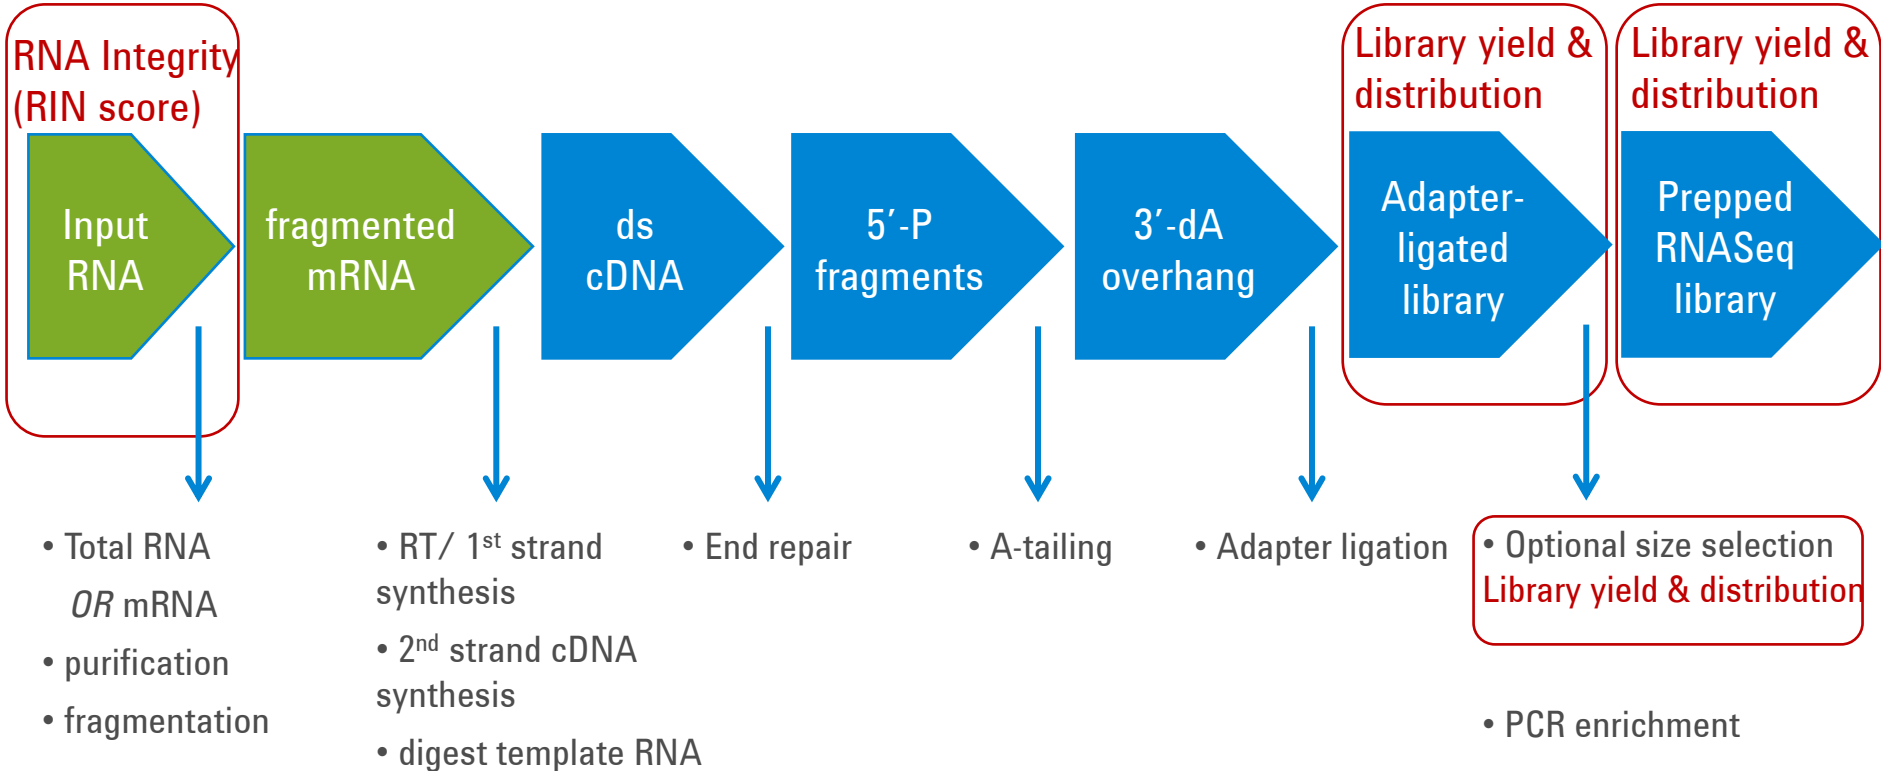 RNA Integrity
(RIN score)
Library yield &
distribution
Library yield &
distribution
Input
RNA
fragmented
mRNA
ds
cDNA
5′-P
fragments
3′-dA
overhang
Adapter-
ligated
library
Prepped
RNASeq
library
• Total RNA
OR mRNA
• purification
• fragmentation
• RT/ 1st strand
synthesis
• 2nd strand cDNA
synthesis
• digest template RNA
• End repair
• A-tailing
• Adapter ligation
• Optional size selection
Library yield & distribution
• PCR enrichment